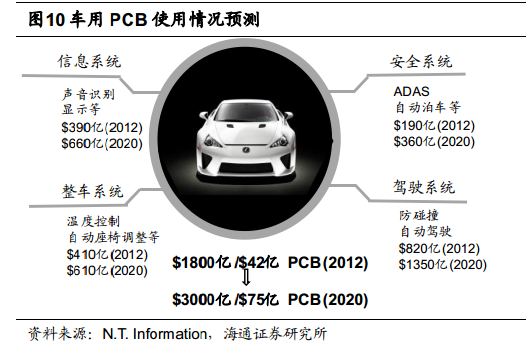 图10 车用 PCB 使用情况预测
信息系统
声音识别
显示等
$390亿(2012)
$660亿(2020)
安全系统
ADAS
自动泊车等
$190亿(2012)
$360亿(2020)
整车系统
温度控制
自动座椅调整等
$410亿(2012)
$610亿(2020)
驾驶系统
防碰撞
自动驾驶
$820亿(2012)
$1350亿(2020)
$1800亿/$42亿 PCB(2012)
$3000亿/$75亿 PCB(2020)
资料来源：N.T. Information，海通证券研究所